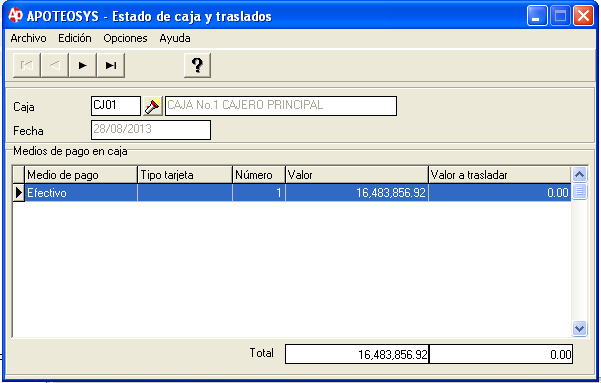 AP APOTEOSYS - Estado de caja y traslados
Archivo Edición Opciones Ayuda
?
Caja CJ01 CAJA No.1 CAJERO PRINCIPAL
Fecha 28/08/2013
Medios de pago en caja
Medio de pago Tipo tarjeta Número Valor Valor a trasladar
Efectivo 1 16,483,856.92 0.00
Total 16,483,856.92 0.00